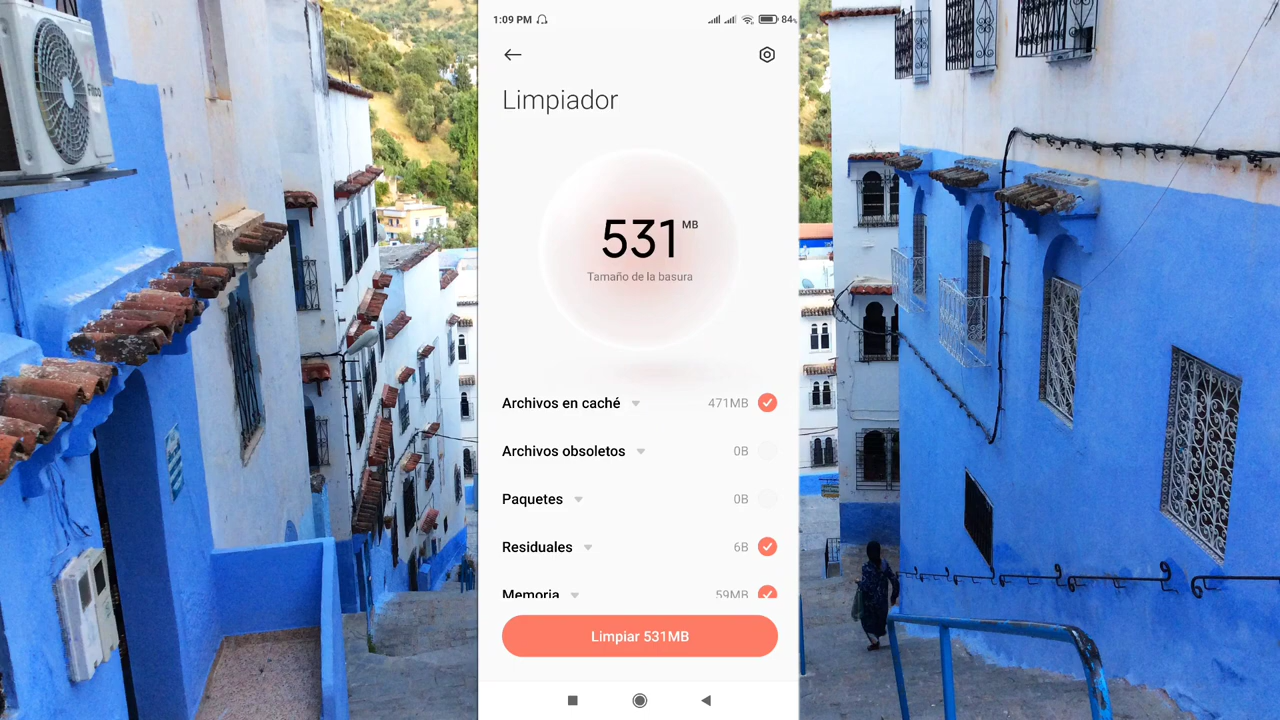 1:09 PM
84%
Limpiador
531 MB
Tamaño de la basura
Archivos en caché 471MB
Archivos obsoletos 0B
Paquetes 0B
Residuales 6B
Memoria 59MB
Limpiar 531MB